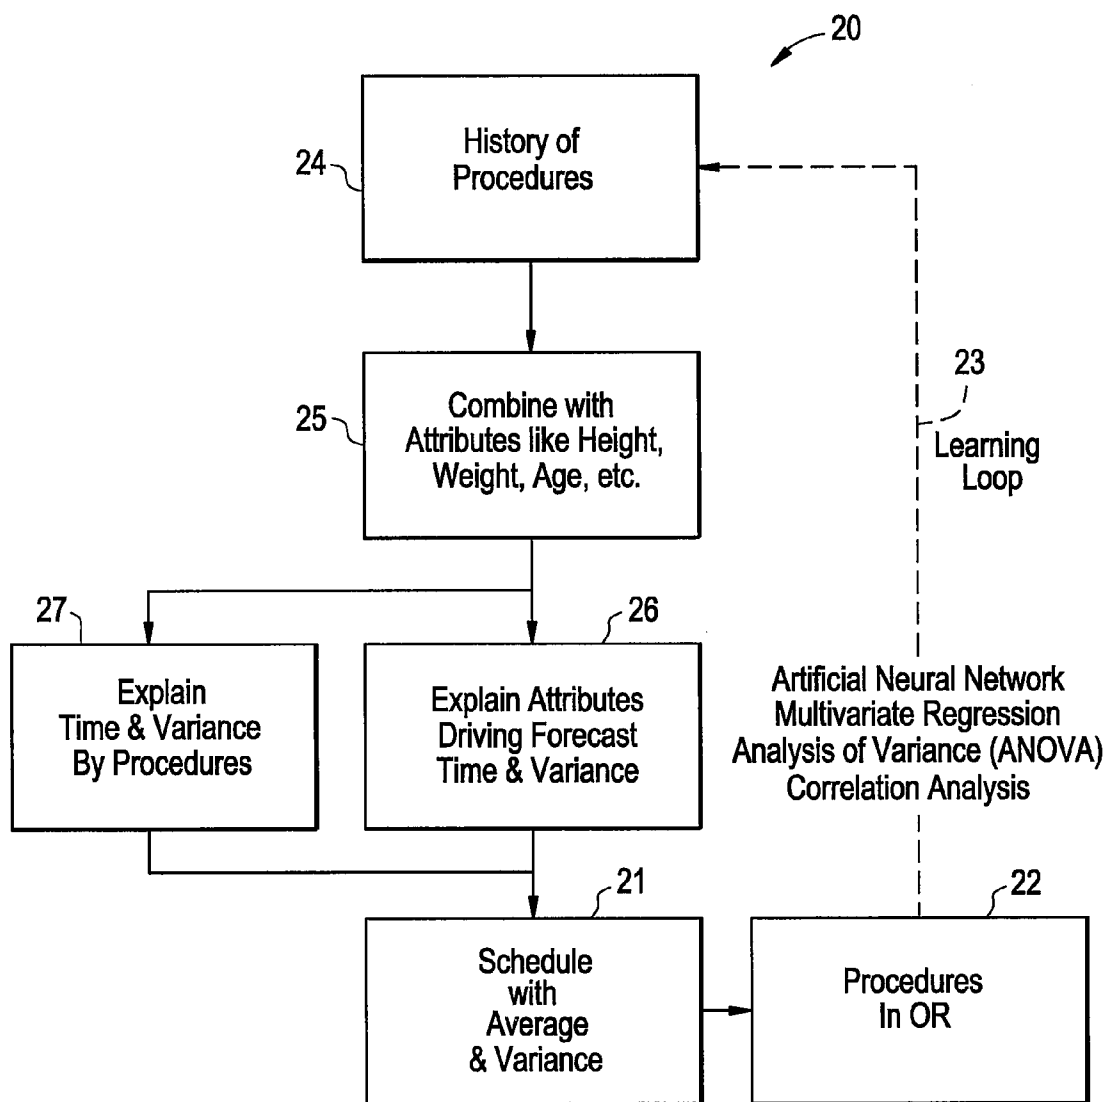 20
24
History of
Procedures
25
Combine with
Attributes like Height,
Weight, Age, etc.
23
Learning
Loop
27
Explain
Time & Variance
By Procedures
26
Explain Attributes
Driving Forecast
Time & Variance
Artificial Neural Network
Multivariate Regression
Analysis of Variance (ANOVA)
Correlation Analysis
21
Schedule
with
Average
& Variance
22
Procedures
In OR